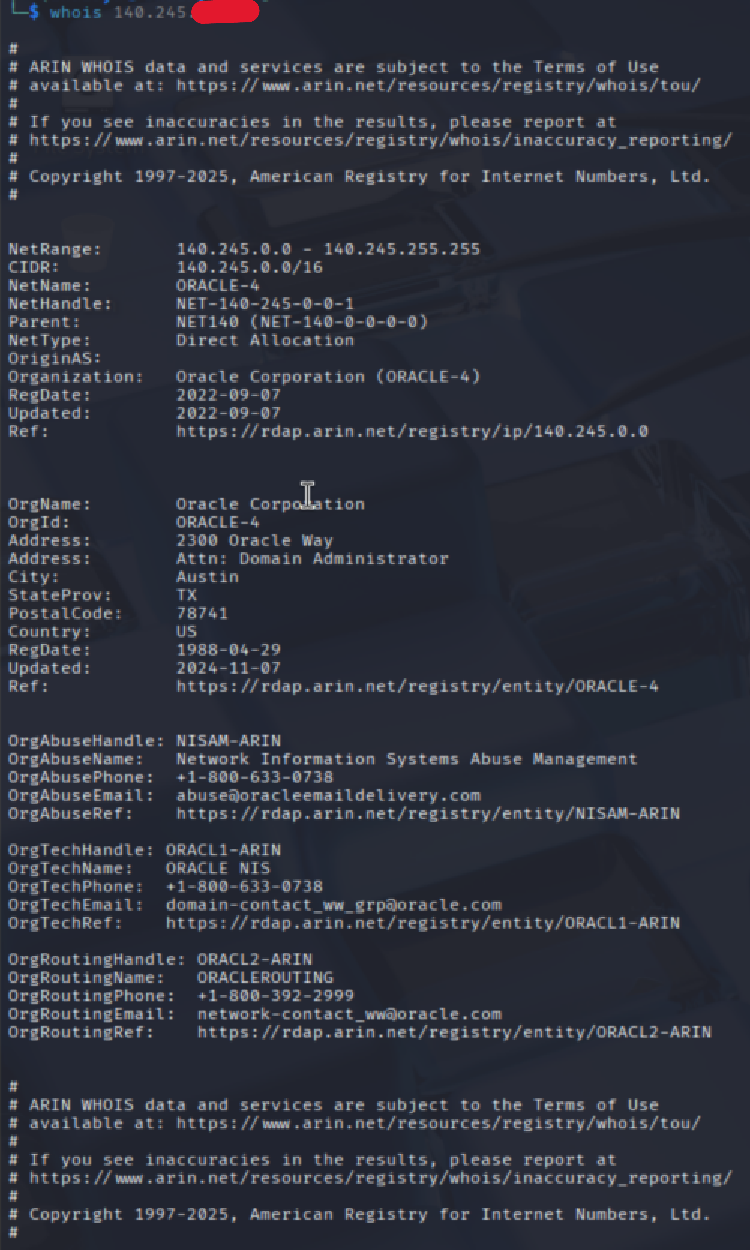 └─$ whois 140.245.
#
# ARIN WHOIS data and services are subject to the Terms of Use
# available at: https://www.arin.net/resources/registry/whois/tou/
#
# If you see inaccuracies in the results, please report at
# https://www.arin.net/resources/registry/whois/inaccuracy_reporting/
#
# Copyright 1997-2025, American Registry for Internet Numbers, Ltd.
#
NetRange:       140.245.0.0 - 140.245.255.255
CIDR:           140.245.0.0/16
NetName:        ORACLE-4
NetHandle:      NET-140-245-0-0-1
Parent:         NET140 (NET-140-0-0-0-0)
NetType:        Direct Allocation
OriginAS:
Organization:   Oracle Corporation (ORACLE-4)
RegDate:        2022-09-07
Updated:        2022-09-07
Ref:            https://rdap.arin.net/registry/ip/140.245.0.0
OrgName:        Oracle Corporation
OrgId:          ORACLE-4
Address:        2300 Oracle Way
Address:        Attn: Domain Administrator
City:           Austin
StateProv:      TX
PostalCode:     78741
Country:        US
RegDate:        1988-04-29
Updated:        2024-11-07
Ref:            https://rdap.arin.net/registry/entity/ORACLE-4
OrgAbuseHandle: NISAM-ARIN
OrgAbuseName:   Network Information Systems Abuse Management
OrgAbusePhone:  +1-800-633-0738
OrgAbuseEmail:  abuse@oracleemaildelivery.com
OrgAbuseRef:    https://rdap.arin.net/registry/entity/NISAM-ARIN
OrgTechHandle: ORACL1-ARIN
OrgTechName:   ORACLE NIS
OrgTechPhone:  +1-800-633-0738
OrgTechEmail:  domain-contact_ww_grp@oracle.com
OrgTechRef:    https://rdap.arin.net/registry/entity/ORACL1-ARIN
OrgRoutingHandle: ORACL2-ARIN
OrgRoutingName:   ORACLEROUTING
OrgRoutingPhone:  +1-800-392-2999
OrgRoutingEmail:  network-contact_ww@oracle.com
OrgRoutingRef:    https://rdap.arin.net/registry/entity/ORACL2-ARIN
#
# ARIN WHOIS data and services are subject to the Terms of Use
# available at: https://www.arin.net/resources/registry/whois/tou/
#
# If you see inaccuracies in the results, please report at
# https://www.arin.net/resources/registry/whois/inaccuracy_reporting/
#
# Copyright 1997-2025, American Registry for Internet Numbers, Ltd.
#